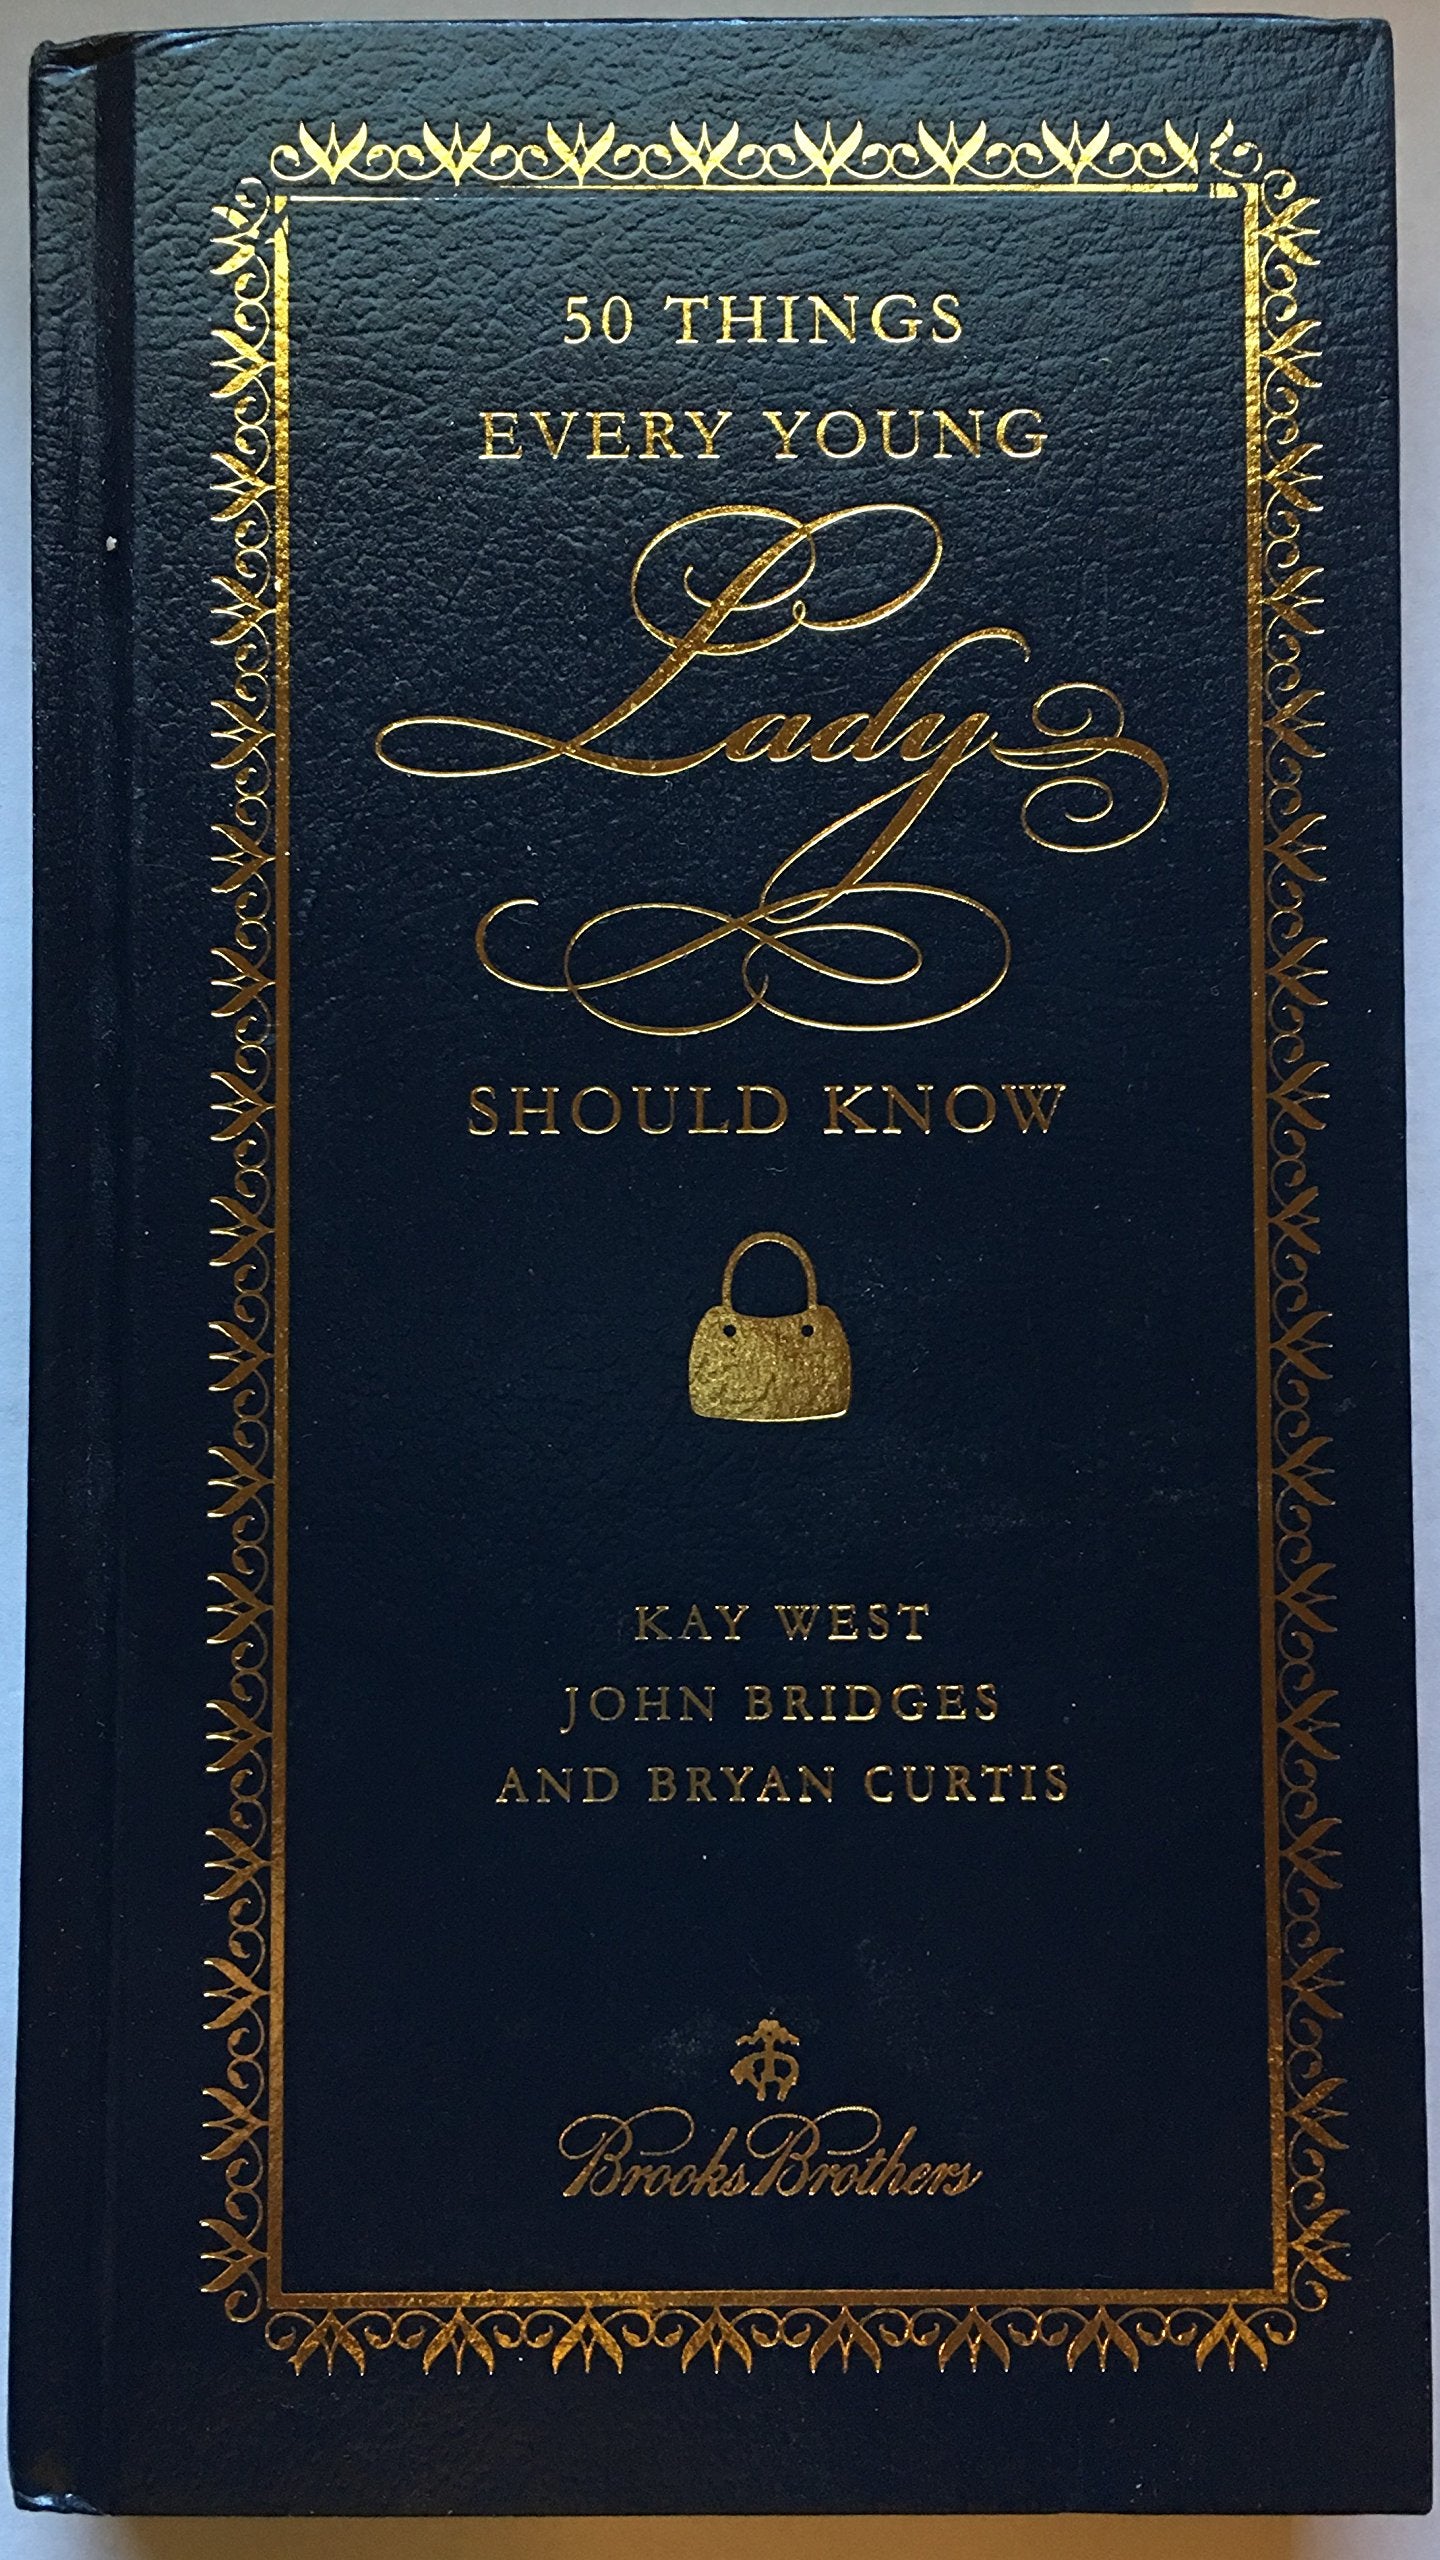 50 THINGS
EVERY YOUNG
Lady
SHOULD KNOW
KAY WEST
JOHN BRIDGES
AND BRYAN CURTIS
Brooks Brothers